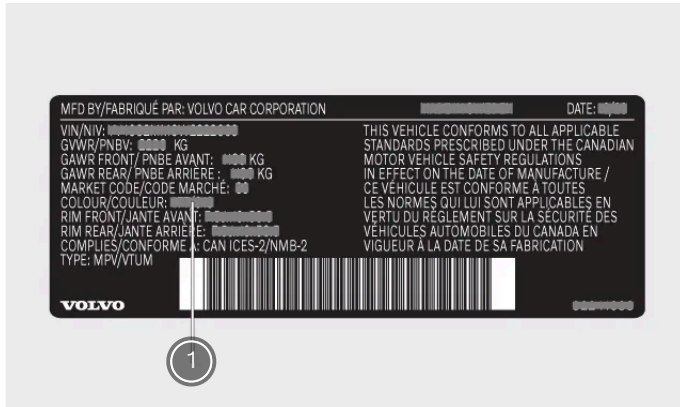 MFD BY/FABRIQUÉ PAR: VOLVO CAR CORPORATION DATE:
VIN/NIV:
GVWR/PNBV: KG
GAWR FRONT/ PNBE AVANT: KG
GAWR REAR/ PNBE ARRIÈRE : KG
MARKET CODE/CODE MARCHÉ:
COLOUR/COULEUR:
RIM FRONT/JANTE AVANT:
RIM REAR/JANTE ARRIÈRE:
COMPLIES/CONFORME À: CAN ICES-2/NMB-2
TYPE: MPV/VTUM
THIS VEHICLE CONFORMS TO ALL APPLICABLE
STANDARDS PRESCRIBED UNDER THE CANADIAN
MOTOR VEHICLE SAFETY REGULATIONS
IN EFFECT ON THE DATE OF MANUFACTURE /
CE VÉHICULE EST CONFORME À TOUTES
LES NORMES QUI LUI SONT APPLICABLES EN
VERTU DU RÈGLEMENT SUR LA SÉCURITÉ DES
VÉHICULES AUTOMOBILES DU CANADA EN
VIGUEUR À LA DATE DE SA FABRICATION
VOLVO
1